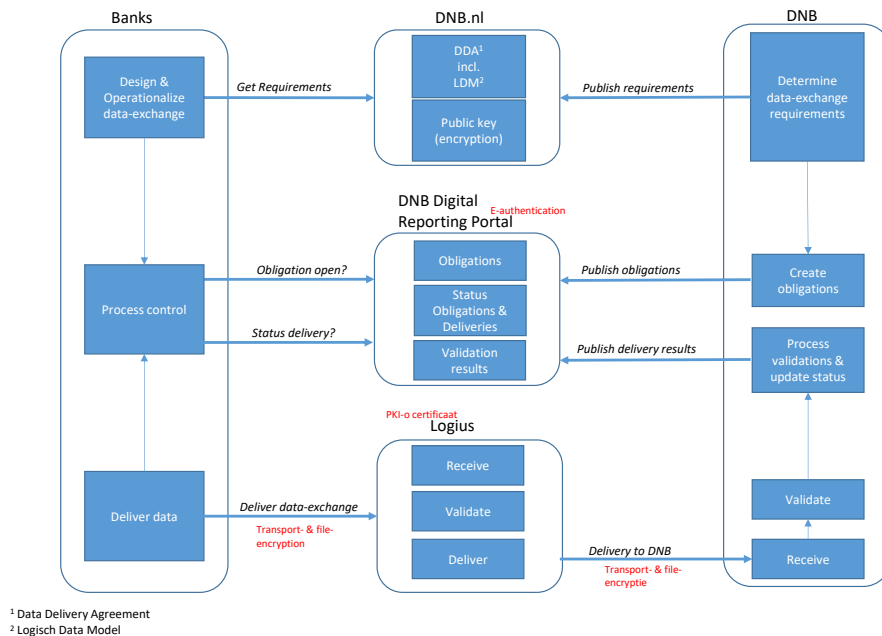 Banks
DNB.nl
DNB
Design &
Operationalize
data-exchange
Get Requirements
DDA¹
incl.
LDM²
Public key
(encryption)
Publish requirements
Determine
data-exchange
requirements
DNB Digital
Reporting Portal
E-authentication
Process control
Obligation open?
Status delivery?
Obligations
Status
Obligations &
Deliveries
Validation
results
Publish obligations
Publish delivery results
Create
obligations
Process
validations &
update status
PKI-o certificaat
Logius
Deliver data
Deliver data-exchange
Transport- & file-
encryption
Receive
Validate
Deliver
Delivery to DNB
Transport- & file-
encryptie
Validate
Receive
¹ Data Delivery Agreement
² Logisch Data Model